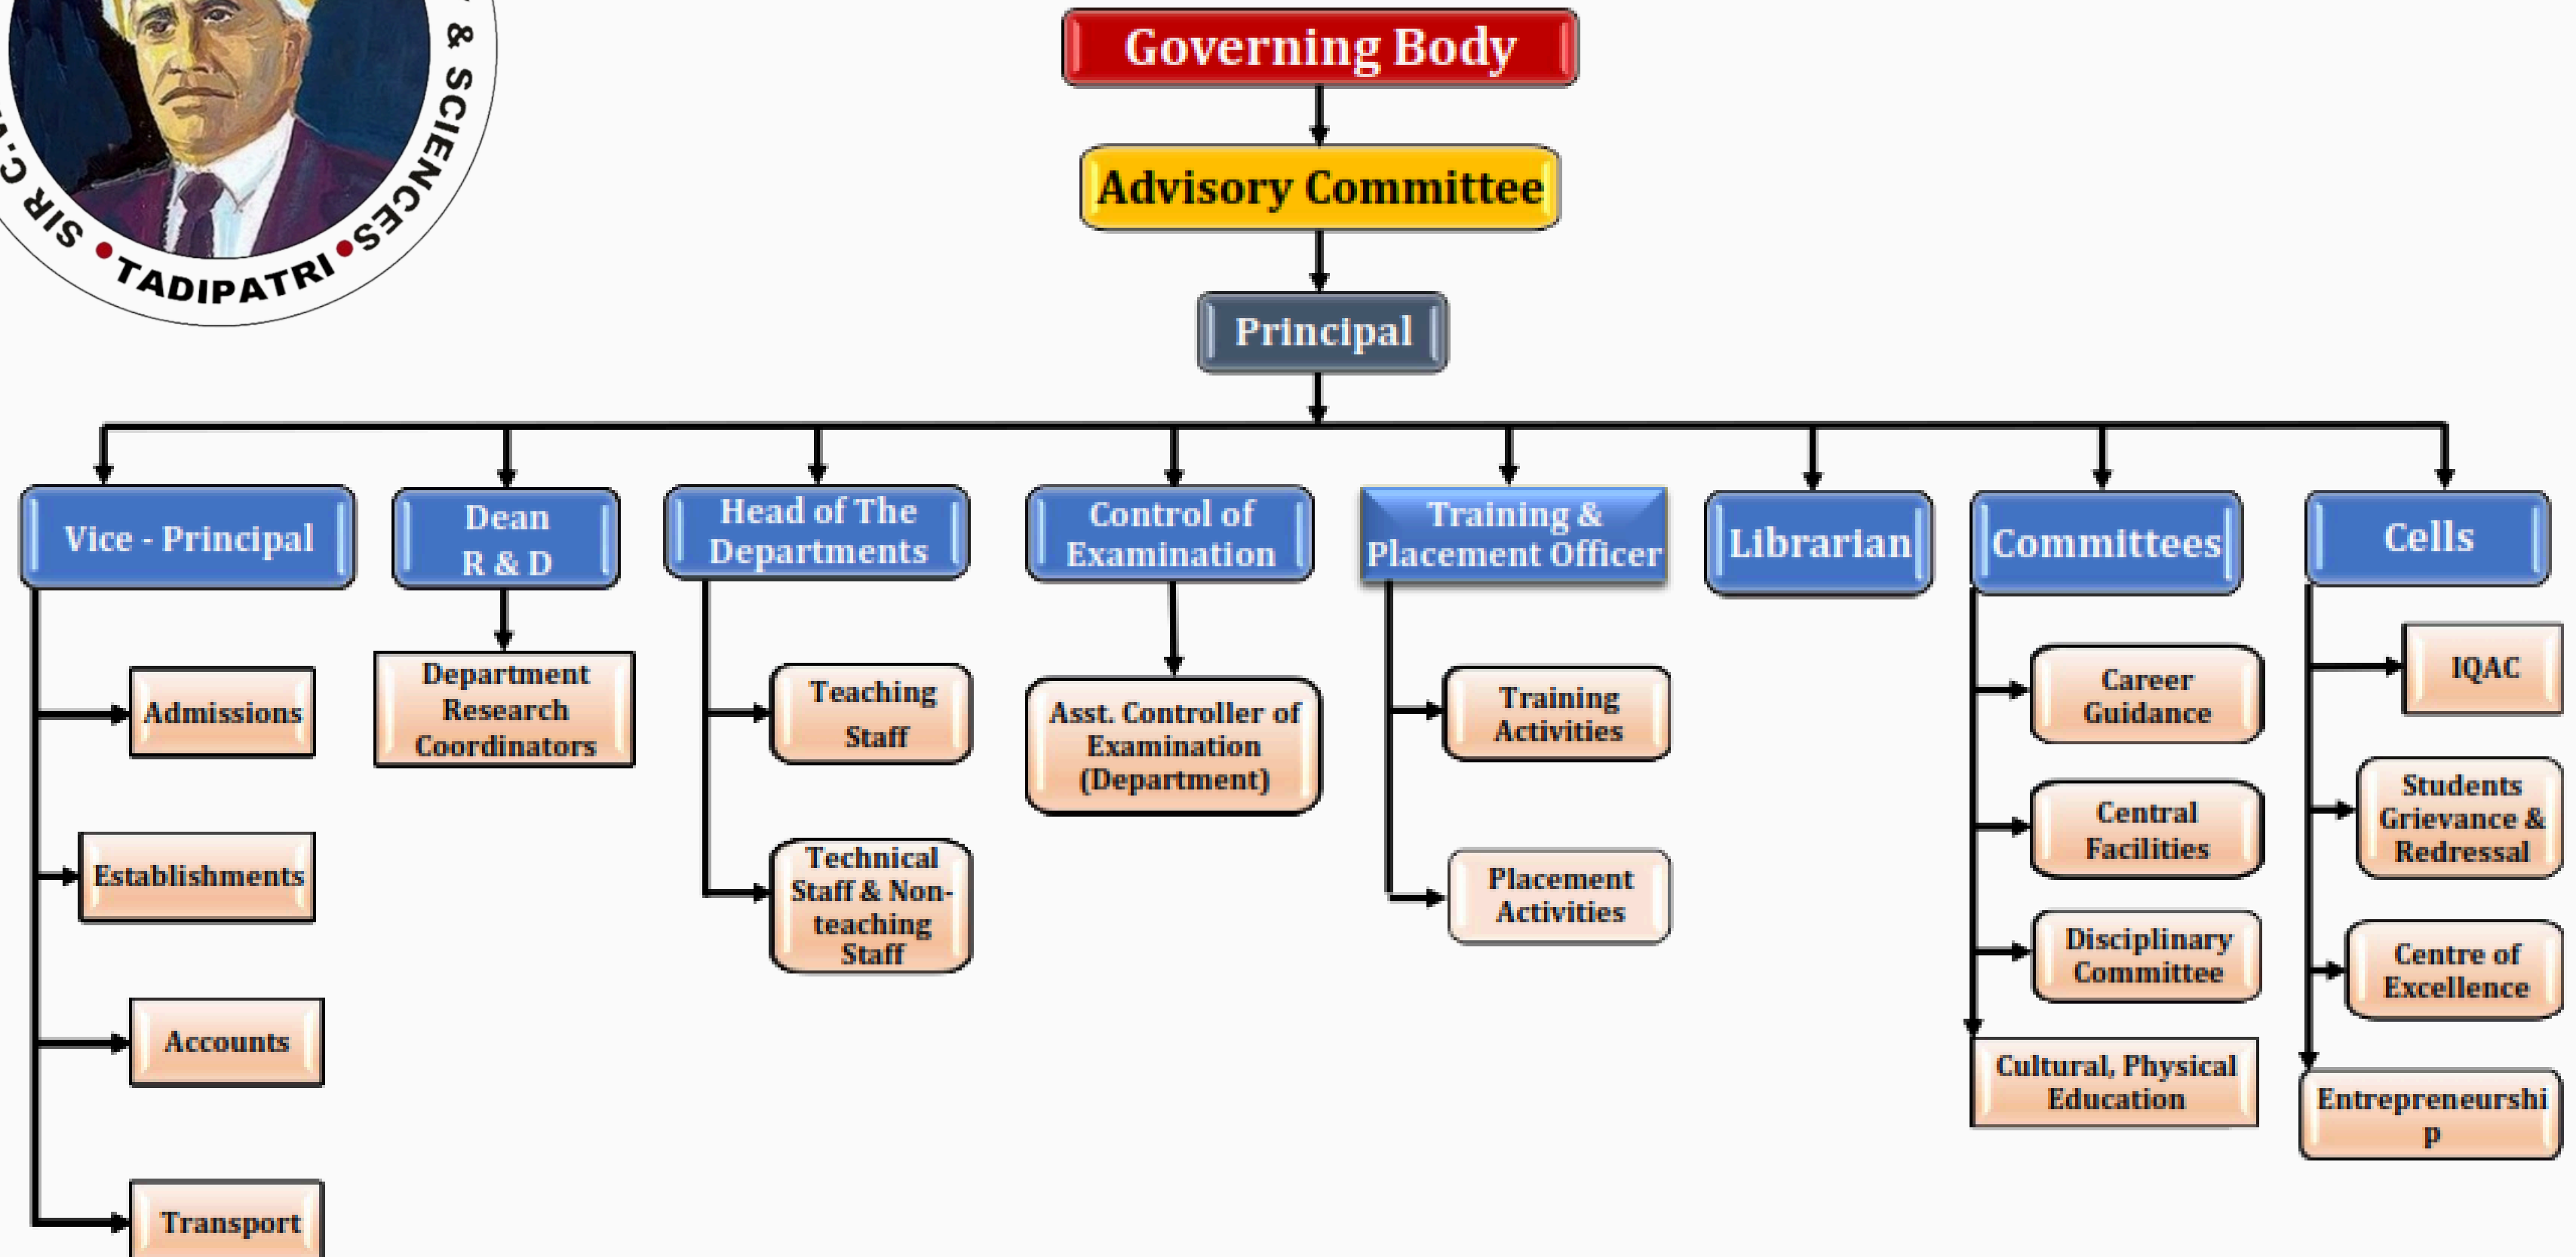 & SCIENCES
SIR C.
TADIPATRI
Governing Body
Advisory Committee
Principal
Vice - Principal
Admissions
Establishments
Accounts
Transport
Dean
R & D
Department
Research
Coordinators
Head of The
Departments
Teaching
Staff
Technical
Staff & Non-
teaching
Staff
Control of
Examination
Asst. Controller of
Examination
(Department)
Training &
Placement Officer
Training
Activities
Placement
Activities
Librarian
Committees
Career
Guidance
Central
Facilities
Disciplinary
Committee
Cultural, Physical
Education
Cells
IQAC
Students
Grievance &
Redressal
Centre of
Excellence
Entrepreneurshi
p